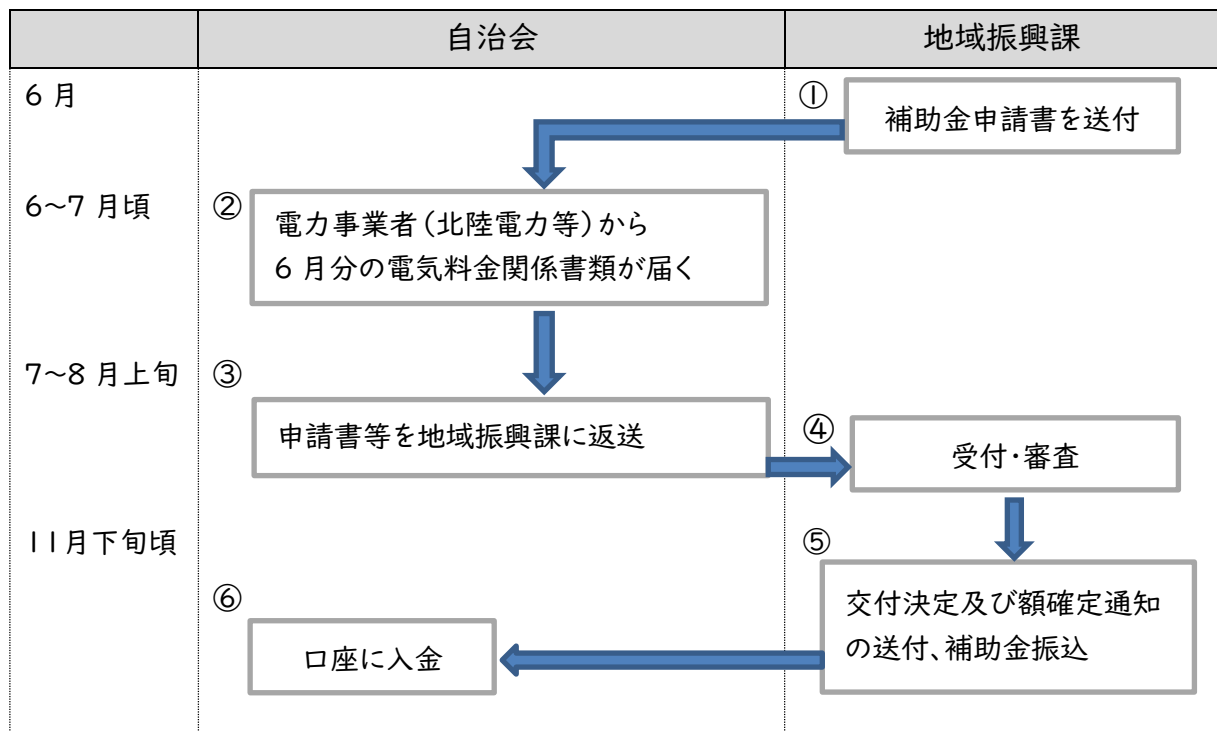 自治会
地域振興課
6月
①
補助金申請書を送付
6~7月頃
②
電力事業者(北陸電力等)から
6月分の電気料金関係書類が届く
7~8月上旬
③
申請書等を地域振興課に返送
④
受付・審査
11月下旬頃
⑤
交付決定及び額確定通知
の送付、補助金振込
⑥
口座に入金